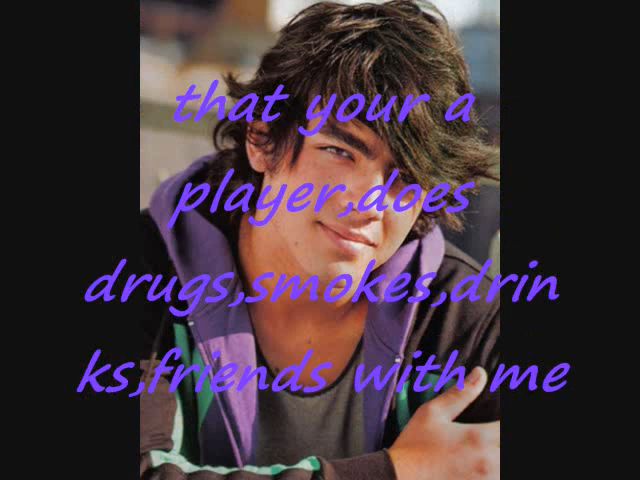 that your a
player,does
drugs,smokes,drin
ks,friends with me